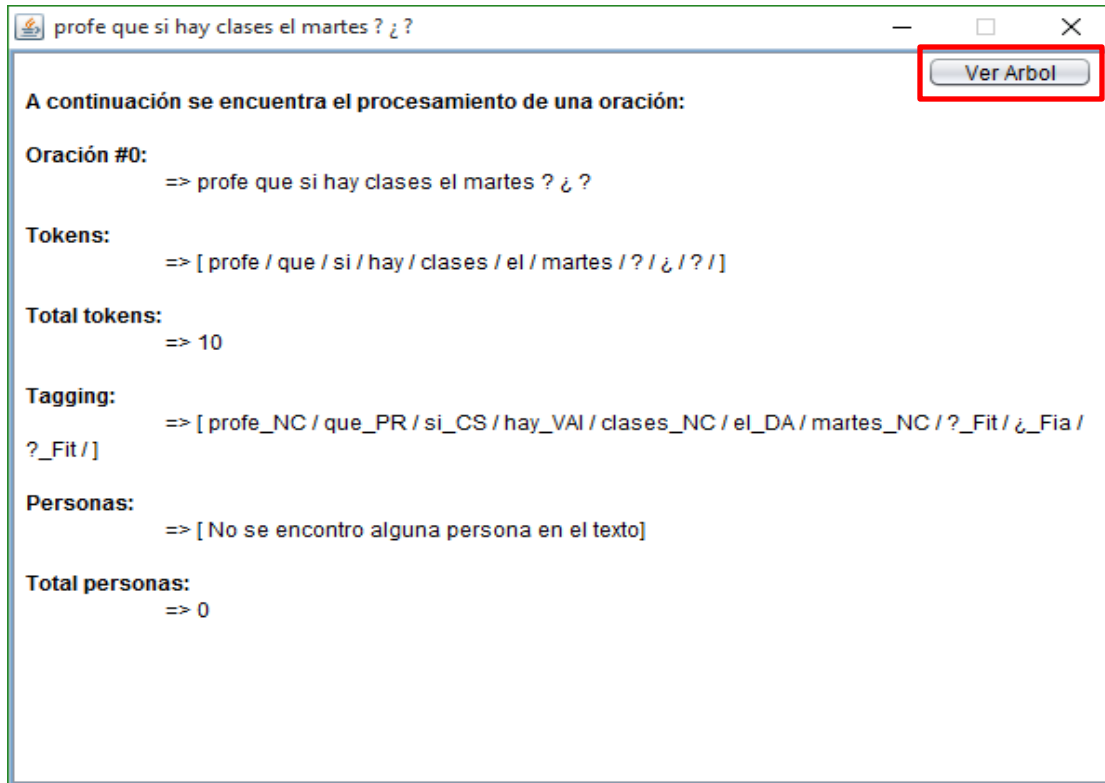 profe que si hay clases el martes ? ¿ ?
Ver Arbol
A continuación se encuentra el procesamiento de una oración:
Oración #0:
=> profe que si hay clases el martes ? ¿ ?
Tokens:
=> [ profe / que / si / hay / clases / el / martes / ? / ¿ / ? / ]
Total tokens:
=> 10
Tagging:
=> [ profe_NC / que_PR / si_CS / hay_VAI / clases_NC / el_DA / martes_NC / ?_Fit / ¿_Fia /
?_Fit / ]
Personas:
=> [ No se encontro alguna persona en el texto]
Total personas:
=> 0